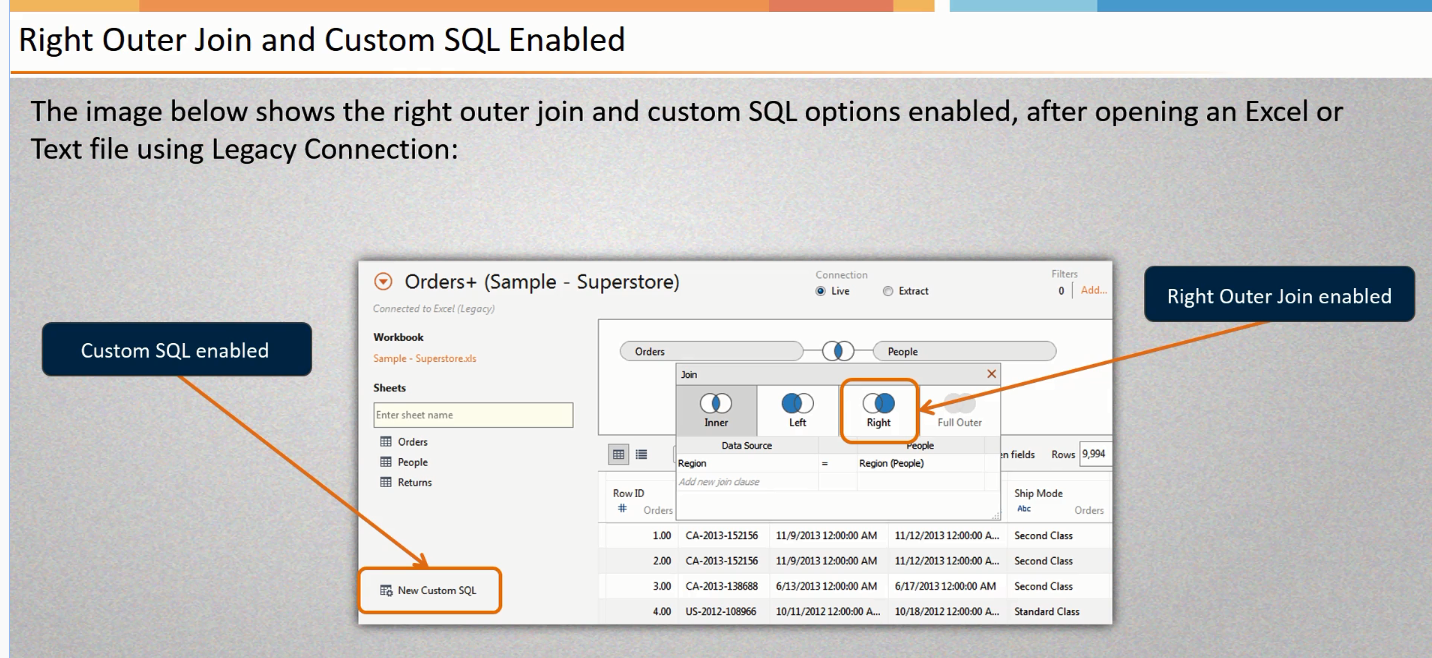 Right Outer Join and Custom SQL Enabled
The image below shows the right outer join and custom SQL options enabled, after opening an Excel or
Text file using Legacy Connection:
Custom SQL enabled
Right Outer Join enabled
Orders+ (Sample - Superstore)
Connected to Excel (Legacy)
Connection
Live Extract
Filters
0 Add...
Workbook
Sample - Superstore.xls
Sheets
Enter sheet name
Orders
People
Returns
New Custom SQL
Orders People
Join
Inner Left Right Full Outer
Data Source People
Region = Region (People)
Add new join clause
fields Rows 9,994
Row ID Ship Mode
# Orders Abc Orders
1.00 CA-2013-152156 11/9/2013 12:00:00 AM 11/12/2013 12:00:00 A... Second Class
2.00 CA-2013-152156 11/9/2013 12:00:00 AM 11/12/2013 12:00:00 A... Second Class
3.00 CA-2013-138688 6/13/2013 12:00:00 AM 6/17/2013 12:00:00 AM Second Class
4.00 US-2012-108966 10/11/2012 12:00:00 A... 10/18/2012 12:00:00 A... Standard Class